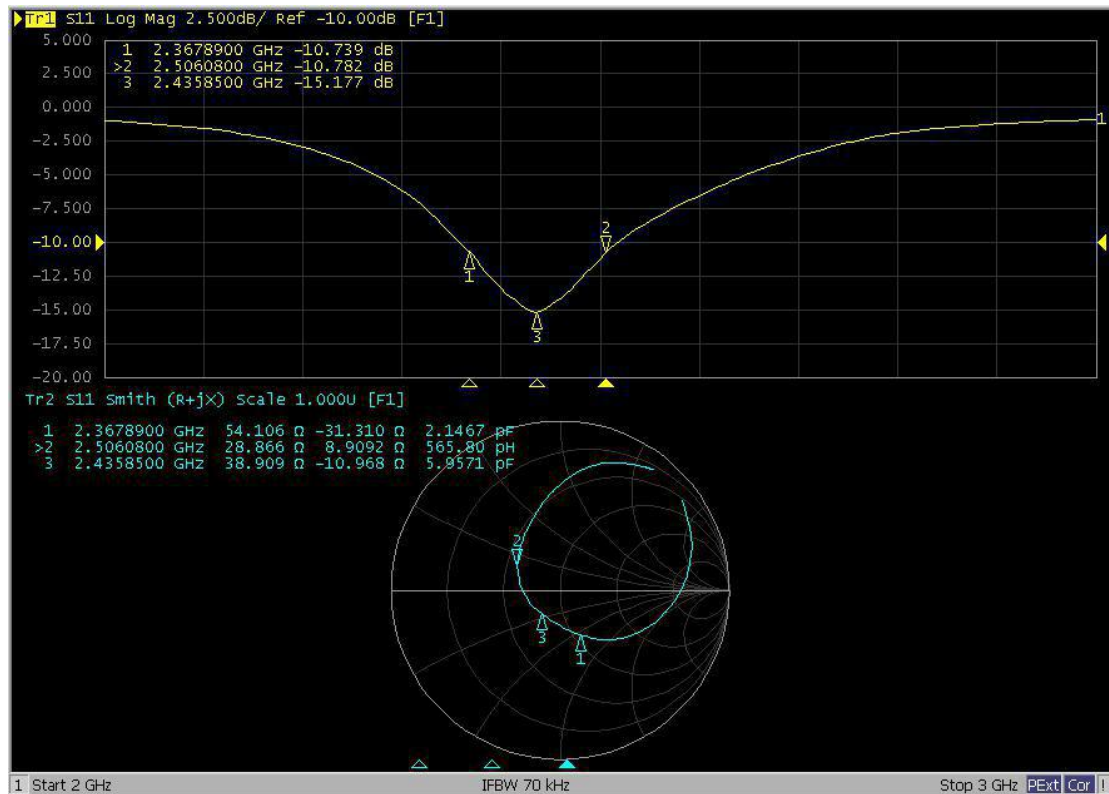 Tr1 S11 Log Mag 2.500dB/ Ref -10.00dB [F1]
5.000
1 2.3678900 GHz -10.739 dB
2.500
>2 2.5060800 GHz -10.782 dB
3 2.4358500 GHz -15.177 dB
0.000
1
-2.500
-5.000
-7.500
2
-10.00
1
-12.50
-15.00
3
-17.50
-20.00
Tr2 S11 Smith (R+jX) Scale 1.000U [F1]
1 2.3678900 GHz 54.106 Ω -31.310 Ω 2.1467 pF
>2 2.5060800 GHz 28.866 Ω 8.9092 Ω 565.80 pH
3 2.4358500 GHz 38.909 Ω -10.968 Ω 5.9571 pF
2
3
1
1 Start 2 GHz IFBW 70 kHz Stop 3 GHz PExt Cor !